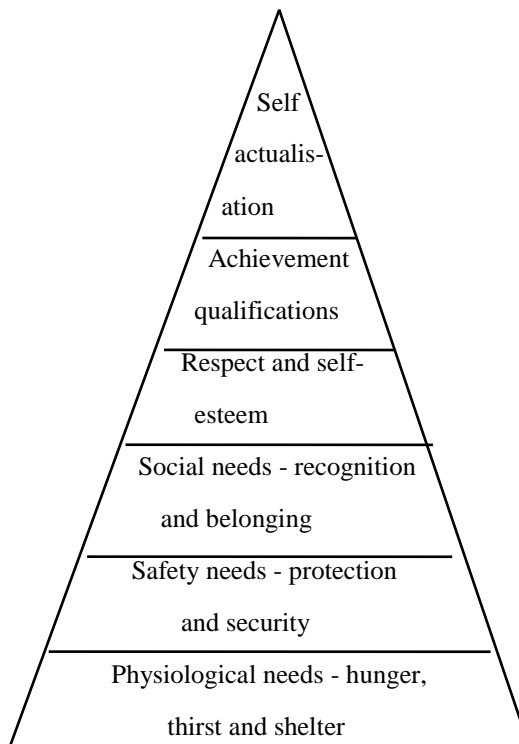 Self
actualis-
ation
Achievement
qualifications
Respect and self-
esteem
Social needs - recognition
and belonging
Safety needs - protection
and security
Physiological needs - hunger,
thirst and shelter